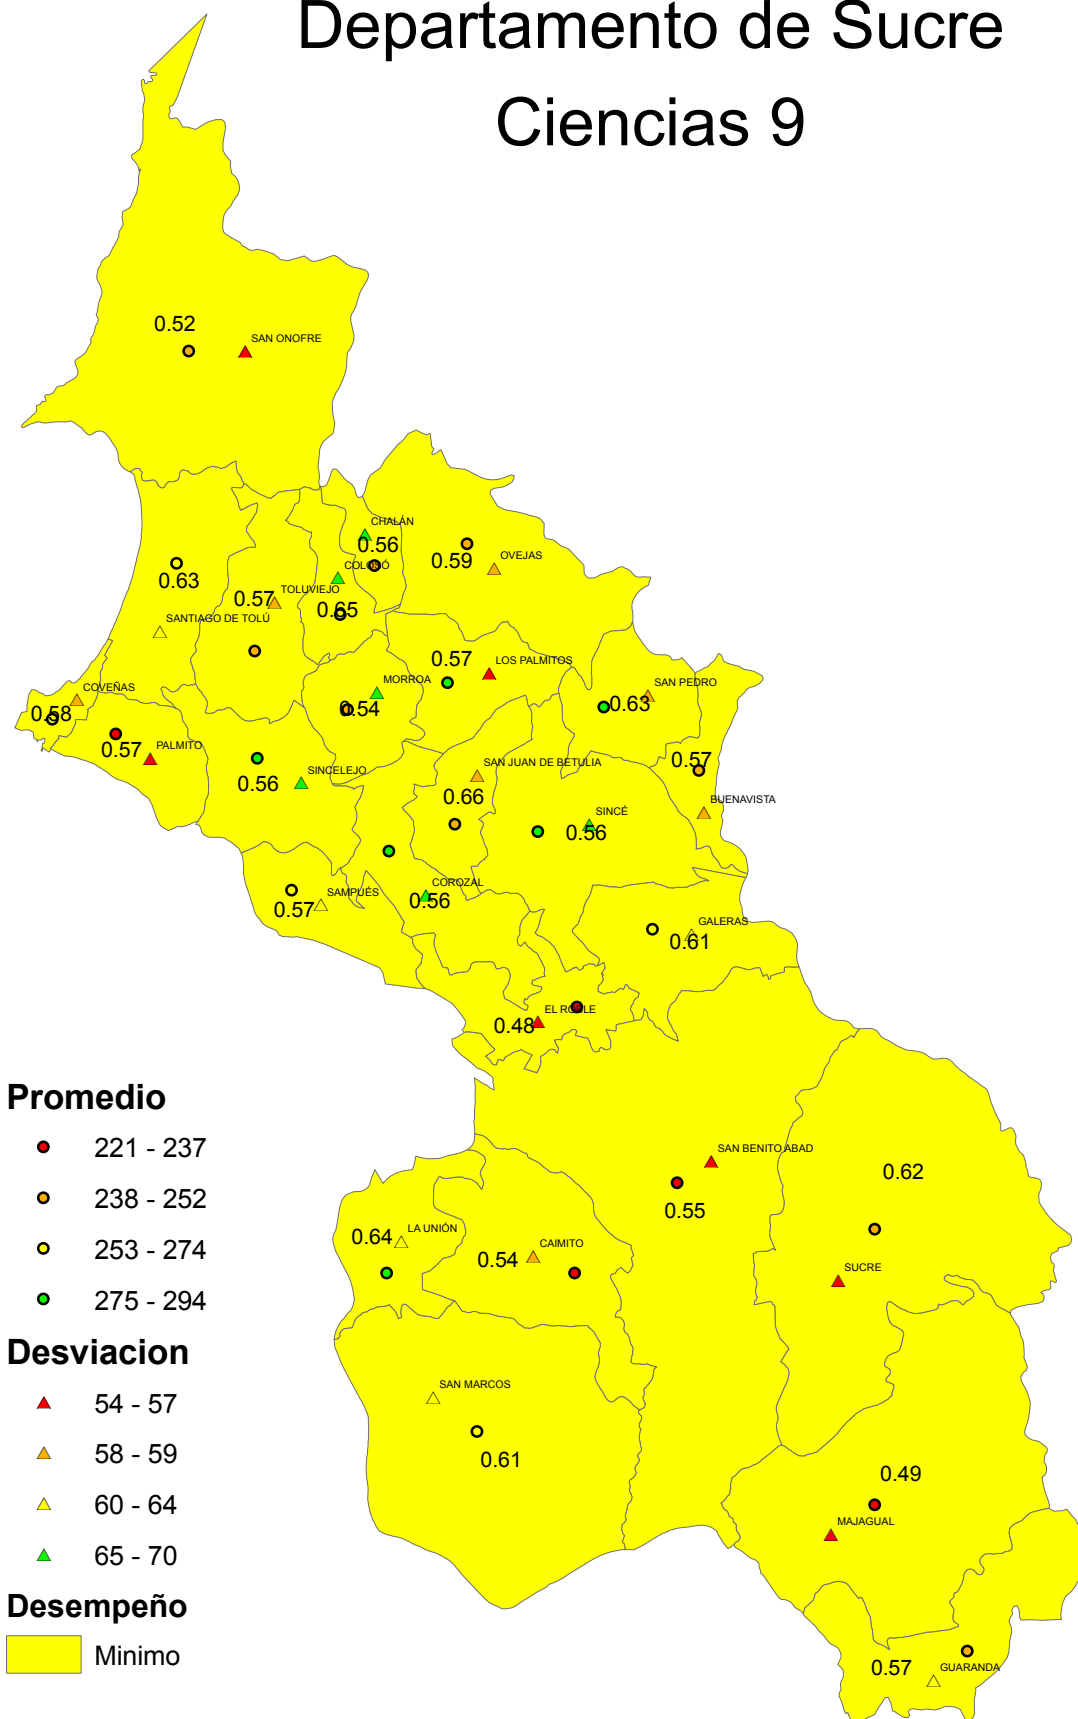 Departamento de Sucre
Ciencias 9
0.52
SAN ONOFRE
CHALÁN
0.56
0.59
OVEJAS
COLOSÓ
0.63
0.57
TOLUVIEJO
0.65
SANTIAGO DE TOLÚ
0.57
LOS PALMITOS
MORROA
0.54
SAN PEDRO
0.63
COVEÑAS
0.58
0.57
PALMITO
0.56
SINCELEJO
SAN JUAN DE BETULIA
0.66
0.57
BUENAVISTA
SINCÉ
0.56
COROZAL
0.56
SAMPUÉS
0.57
GALERAS
0.61
EL ROBLE
0.48
Promedio
221 - 237
238 - 252
253 - 274
275 - 294
Desviacion
54 - 57
58 - 59
60 - 64
65 - 70
Desempeño
Minimo
SAN BENITO ABAD
0.55
0.62
SUCRE
LA UNIÓN
0.64
CAIMITO
0.54
SAN MARCOS
0.61
0.49
MAJAGUAL
0.57
GUARANDA